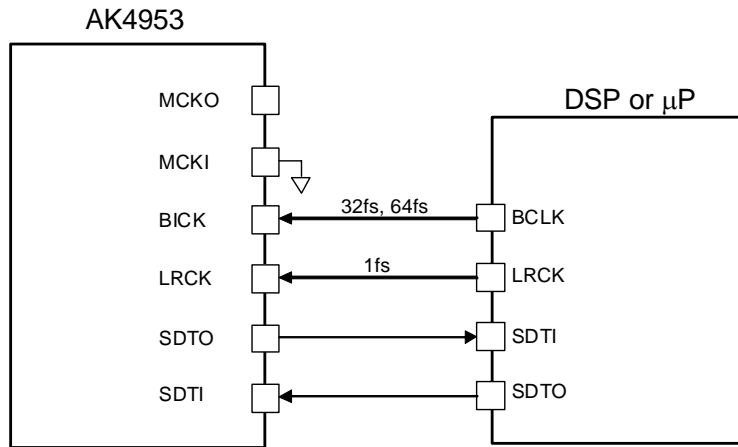 AK4953
DSP or μP
MCKO
MCKI
BICK
32fs, 64fs
BCLK
LRCK
1fs
LRCK
SDTO
SDTI
SDTI
SDTO